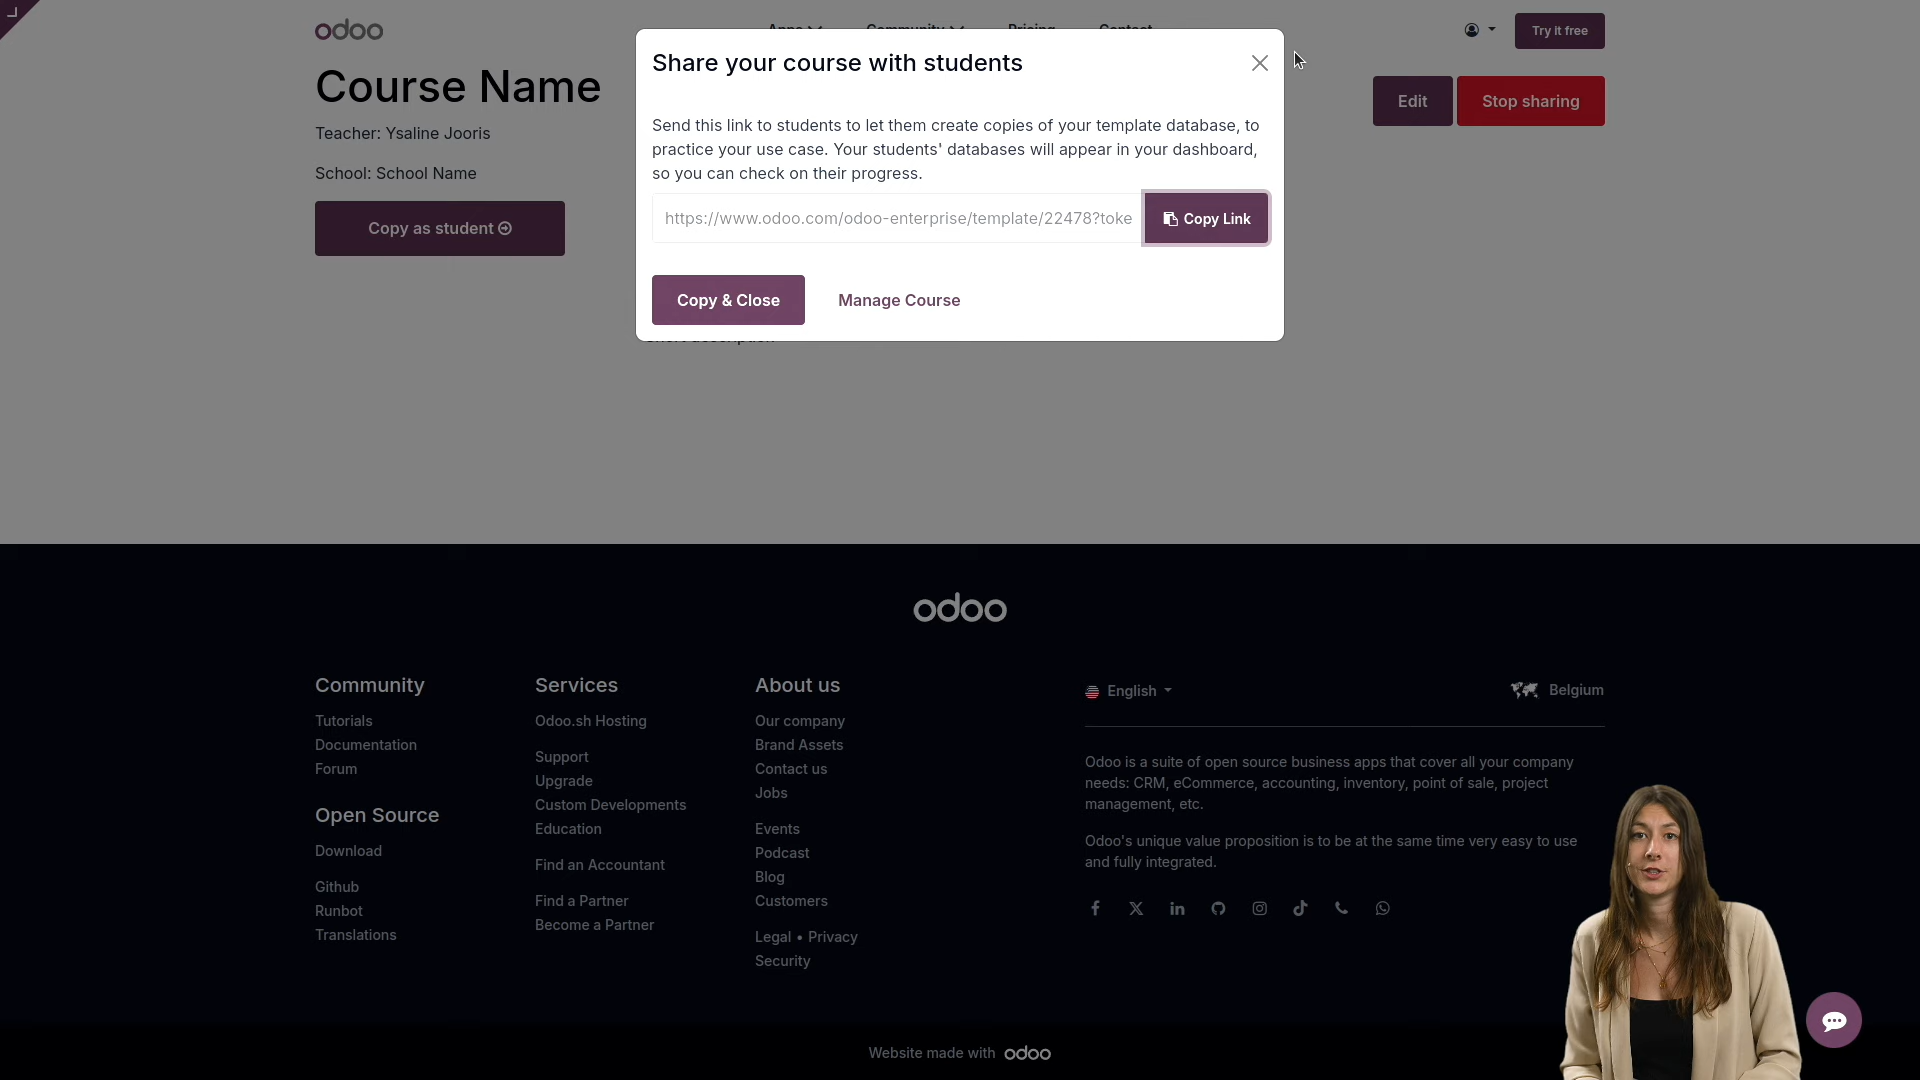 odoo
Apps
Community
Pricing
Contact
Try it free
Course Name
Teacher: Ysaline Jooris
School: School Name
Copy as student
Edit
Stop sharing
Share your course with students
Send this link to students to let them create copies of your template database, to
practice your use case. Your students' databases will appear in your dashboard,
so you can check on their progress.
https://www.odoo.com/odoo-enterprise/template/22478?toke
Copy Link
Copy & Close
Manage Course
Short description
odoo
Community
Tutorials
Documentation
Forum
Open Source
Download
Github
Runbot
Translations
Services
Odoo.sh Hosting
Support
Upgrade
Custom Developments
Education
Find an Accountant
Find a Partner
Become a Partner
About us
Our company
Brand Assets
Contact us
Jobs
Events
Podcast
Blog
Customers
Legal • Privacy
Security
English
Belgium
Odoo is a suite of open source business apps that cover all your company
needs: CRM, eCommerce, accounting, inventory, point of sale, project
management, etc.
Odoo's unique value proposition is to be at the same time very easy to use
and fully integrated.
Website made with odoo